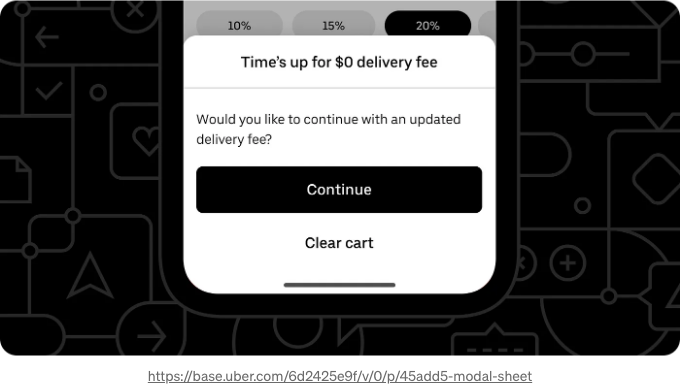 10% 15% 20%
Time’s up for $0 delivery fee
Would you like to continue with an updated
delivery fee?
Continue
Clear cart
https://base.uber.com/6d2425e9f/v/0/p/45add5-modal-sheet